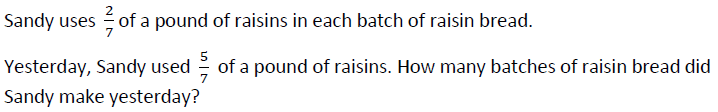 Sandy uses 2/7 of a pound of raisins in each batch of raisin bread.
Yesterday, Sandy used 5/7 of a pound of raisins. How many batches of raisin bread did
Sandy make yesterday?